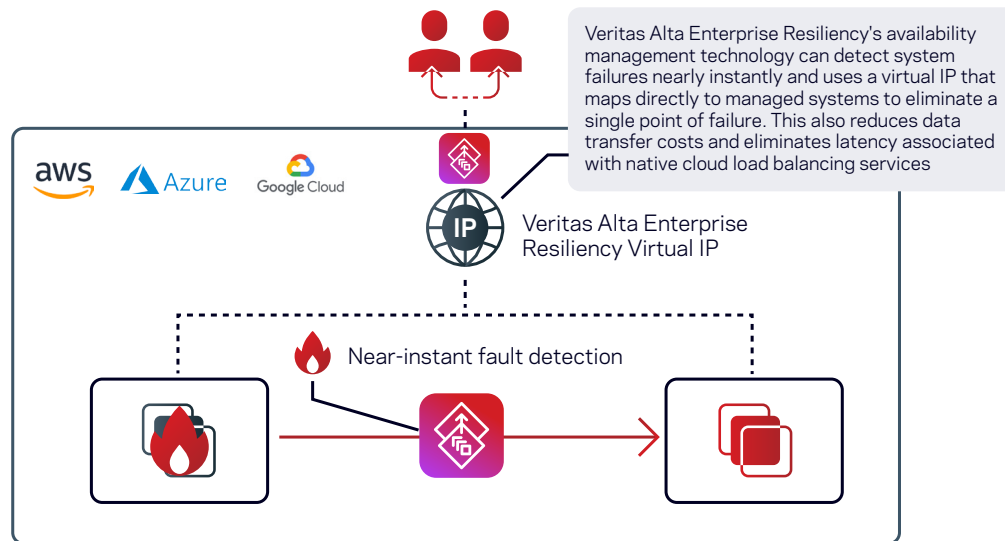 Veritas Alta Enterprise Resiliency's availability
management technology can detect system
failures nearly instantly and uses a virtual IP that
maps directly to managed systems to eliminate a
single point of failure. This also reduces data
transfer costs and eliminates latency associated
with native cloud load balancing services
aws
Azure
Google Cloud
IP
Veritas Alta Enterprise
Resiliency Virtual IP
Near-instant fault detection